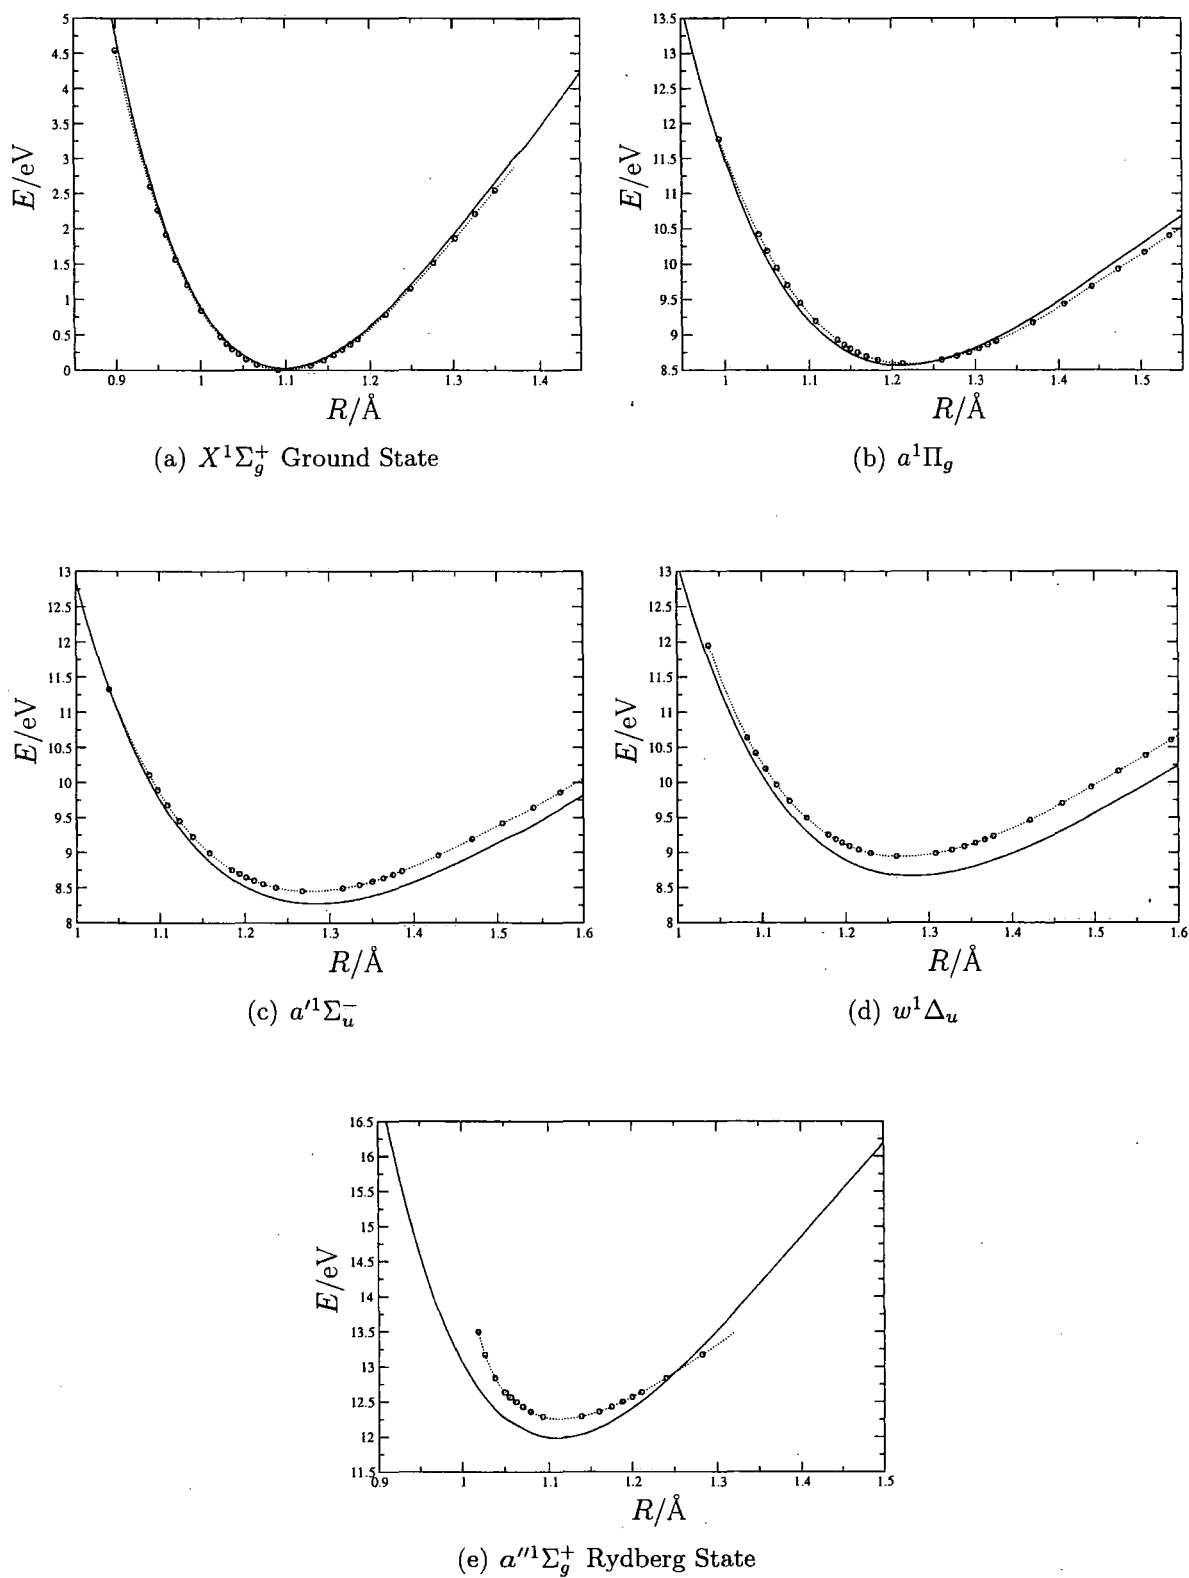 5
4.5
4
3.5
3
2.5
2
1.5
1
0.5
0
E/eV
0.9 1 1.1 1.2 1.3 1.4
R/Å
(a) X¹Σg⁺ Ground State
13.5
13
12.5
12
11.5
11
10.5
10
9.5
9
8.5
E/eV
1 1.1 1.2 1.3 1.4 1.5
R/Å
(b) a¹Πg
13
12.5
12
11.5
11
10.5
10
9.5
9
8.5
8
E/eV
1 1.1 1.2 1.3 1.4 1.5 1.6
R/Å
(c) a′¹Σu⁻
13
12.5
12
11.5
11
10.5
10
9.5
9
8.5
8
E/eV
1 1.1 1.2 1.3 1.4 1.5 1.6
R/Å
(d) w¹Δu
16.5
16
15.5
15
14.5
14
13.5
13
12.5
12
11.5
E/eV
0.9 1 1.1 1.2 1.3 1.4 1.5
R/Å
(e) a″¹Σg⁺ Rydberg State